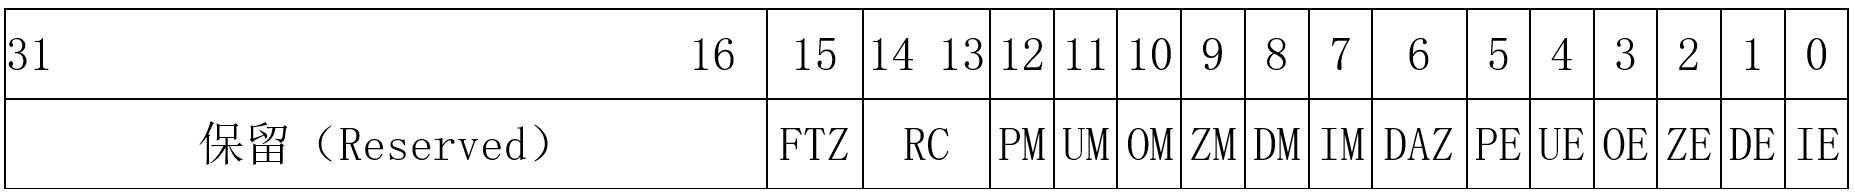 31 16 15 14 13 12 11 10 9 8 7 6 5 4 3 2 1 0
保留（Reserved） FTZ RC PM UM OM ZM DM IM DAZ PE UE OE ZE DE IE